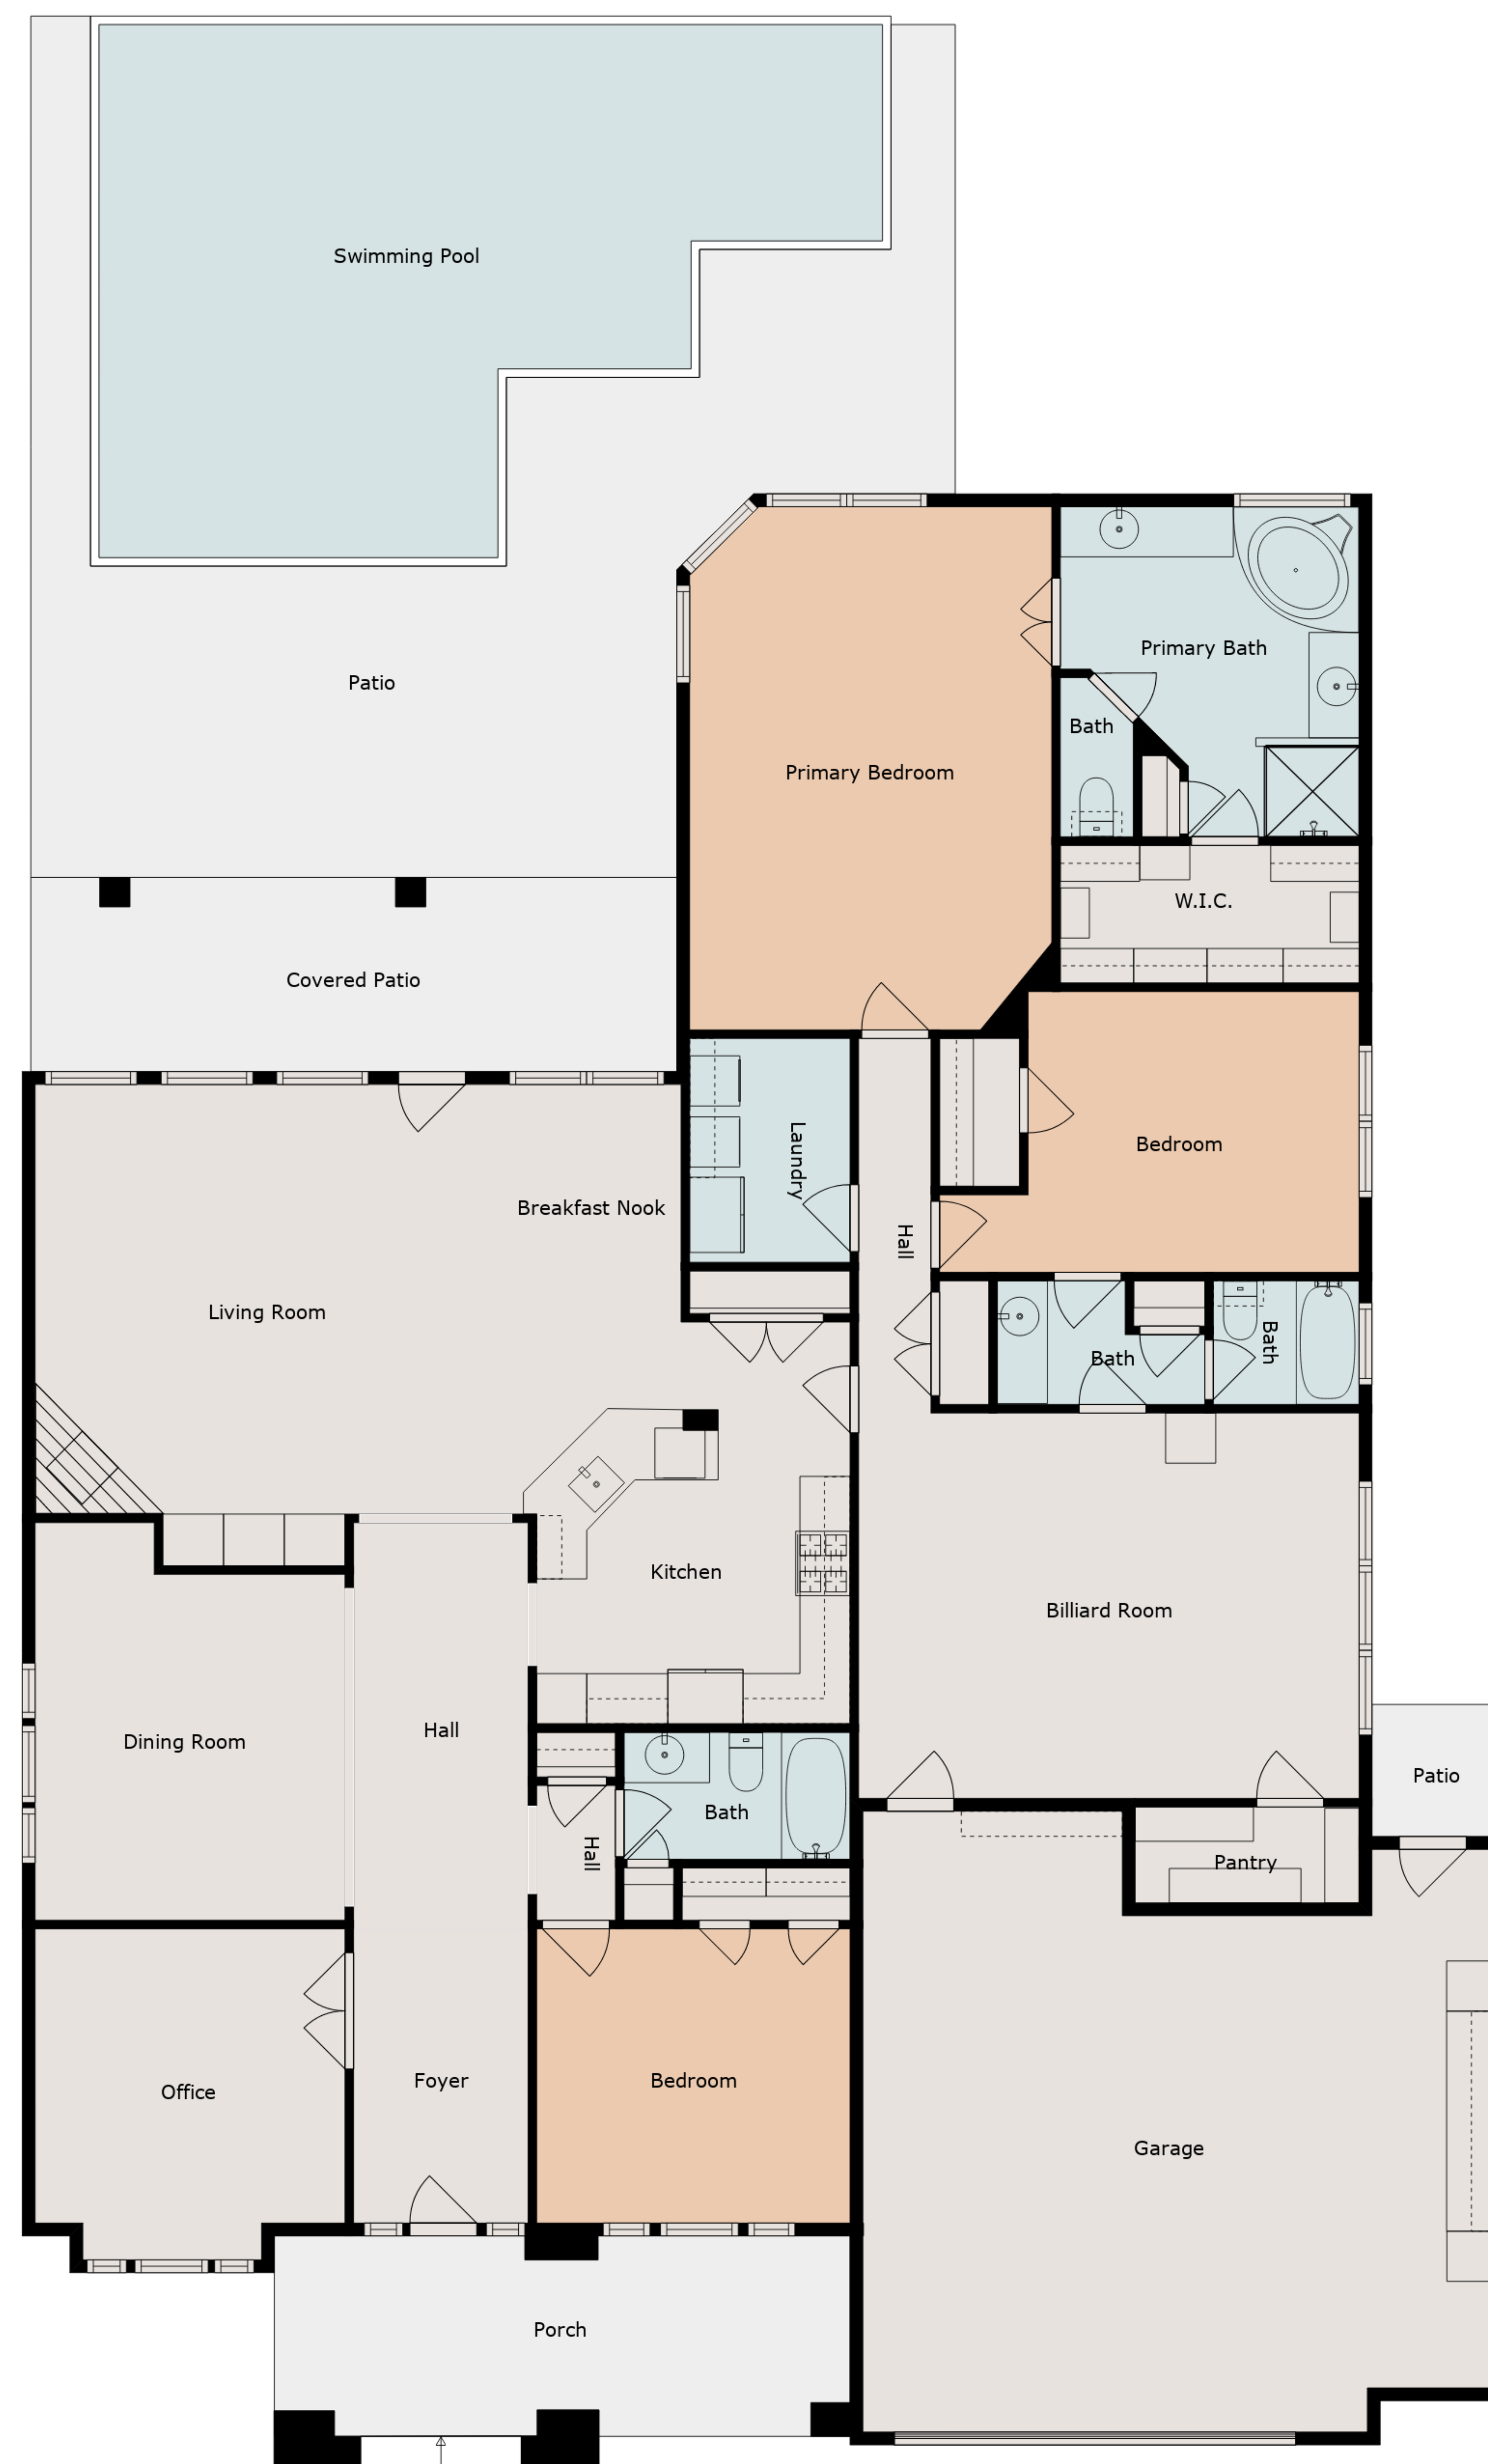 Swimming Pool
Patio
Primary Bath
Bath
Primary Bedroom
W.I.C.
Covered Patio
Laundry
Bedroom
Breakfast Nook
Hall
Living Room
Bath
Bath
Kitchen
Billiard Room
Hall
Dining Room
Patio
Bath
Hall
Pantry
Foyer
Bedroom
Office
Garage
Porch